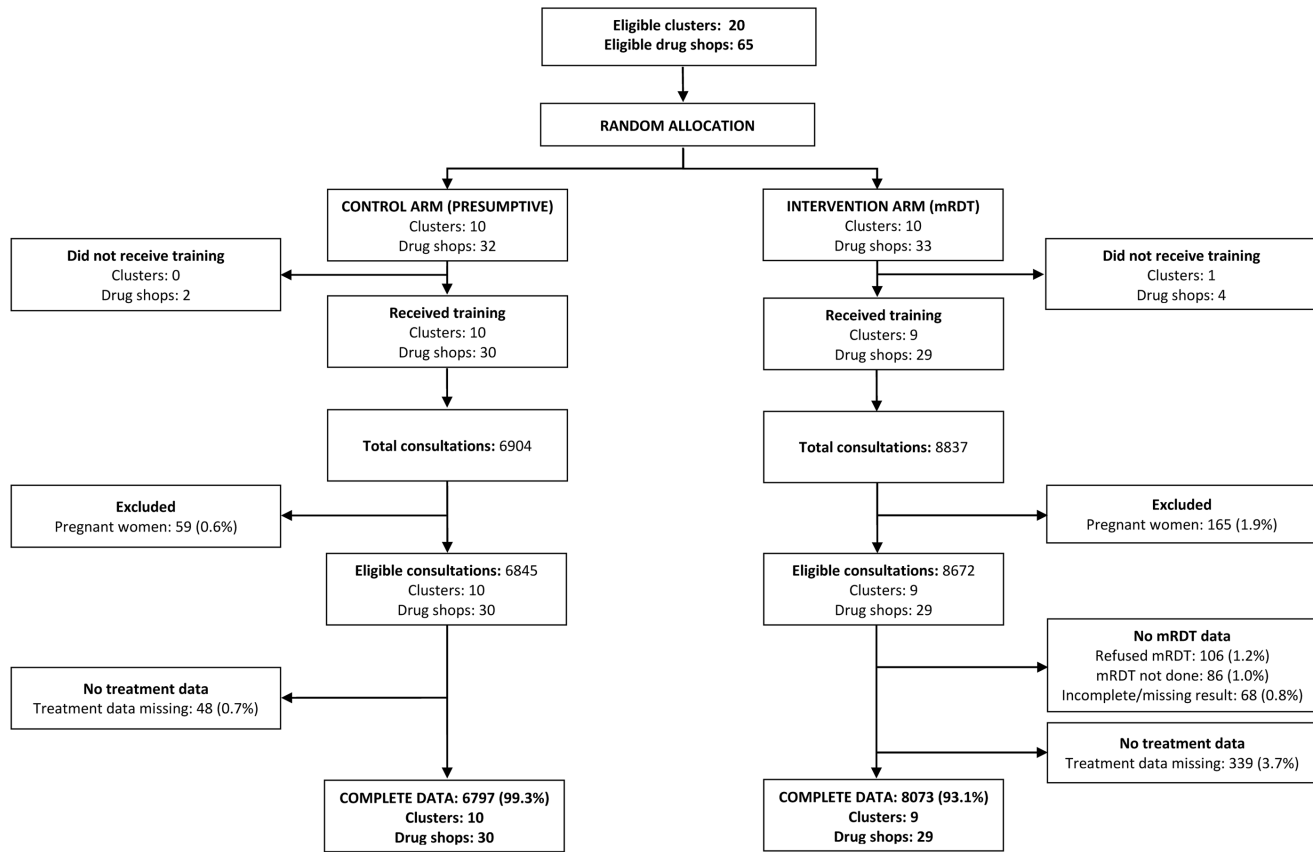 Eligible clusters: 20
Eligible drug shops: 65
RANDOM ALLOCATION
CONTROL ARM (PRESUMPTIVE)
Clusters: 10
Drug shops: 32
INTERVENTION ARM (mRDT)
Clusters: 10
Drug shops: 33
Did not receive training
Clusters: 0
Drug shops: 2
Did not receive training
Clusters: 1
Drug shops: 4
Received training
Clusters: 10
Drug shops: 30
Received training
Clusters: 9
Drug shops: 29
Total consultations: 6904
Total consultations: 8837
Excluded
Pregnant women: 59 (0.6%)
Excluded
Pregnant women: 165 (1.9%)
Eligible consultations: 6845
Clusters: 10
Drug shops: 30
Eligible consultations: 8672
Clusters: 9
Drug shops: 29
No mRDT data
Refused mRDT: 106 (1.2%)
mRDT not done: 86 (1.0%)
Incomplete/missing result: 68 (0.8%)
No treatment data
Treatment data missing: 48 (0.7%)
No treatment data
Treatment data missing: 339 (3.7%)
COMPLETE DATA: 6797 (99.3%)
Clusters: 10
Drug shops: 30
COMPLETE DATA: 8073 (93.1%)
Clusters: 9
Drug shops: 29